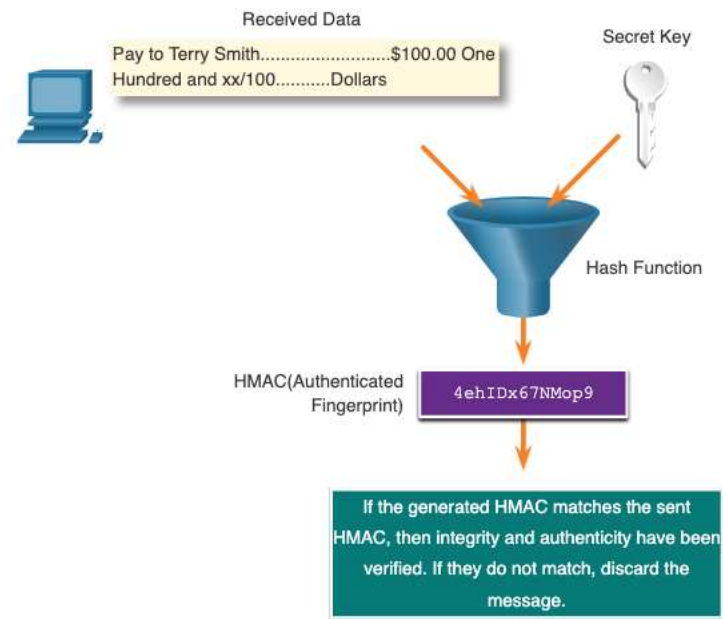 Received Data
Pay to Terry Smith...........................$100.00 One
Hundred and xx/100...........Dollars
Secret Key
Hash Function
HMAC(Authenticated
Fingerprint)
4ehIDx67NMop9
If the generated HMAC matches the sent
HMAC, then integrity and authenticity have been
verified. If they do not match, discard the
message.